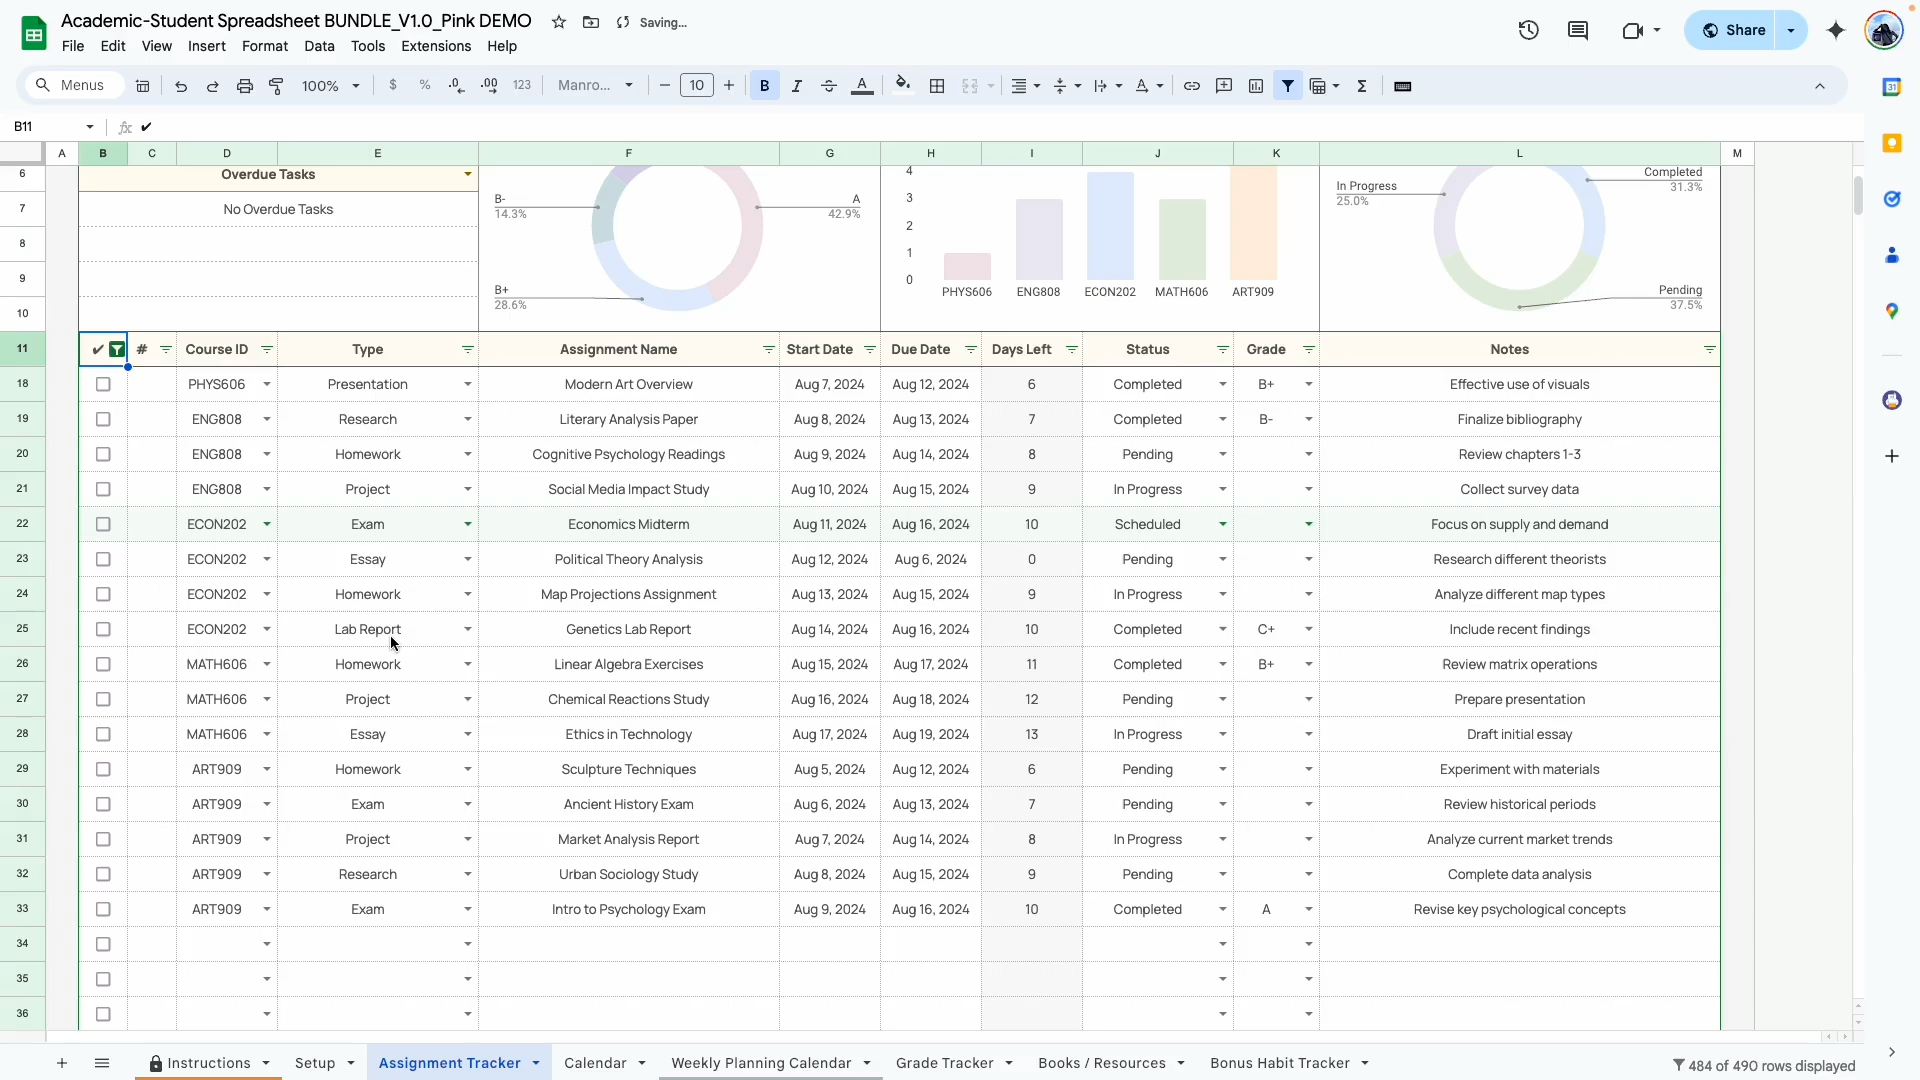 Academic-Student Spreadsheet BUNDLE_V1.0_Pink DEMO Saving...
File Edit View Insert Format Data Tools Extensions Help
Share
Menus 100% $ % .0 .00 123 Manro... 10 B I A
B11 fx ✔
A B C D E F G H I J K L M
6 Overdue Tasks
7 No Overdue Tasks
8
9
10
B-
14.3%
A
42.9%
B+
28.6%
4
3
2
1
0
PHYS606 ENG808 ECON202 MATH606 ART909
In Progress
25.0%
Completed
31.3%
Pending
37.5%
11 ✔ # Course ID Type Assignment Name Start Date Due Date Days Left Status Grade Notes
18 PHYS606 Presentation Modern Art Overview Aug 7, 2024 Aug 12, 2024 6 Completed B+ Effective use of visuals
19 ENG808 Research Literary Analysis Paper Aug 8, 2024 Aug 13, 2024 7 Completed B- Finalize bibliography
20 ENG808 Homework Cognitive Psychology Readings Aug 9, 2024 Aug 14, 2024 8 Pending Review chapters 1-3
21 ENG808 Project Social Media Impact Study Aug 10, 2024 Aug 15, 2024 9 In Progress Collect survey data
22 ECON202 Exam Economics Midterm Aug 11, 2024 Aug 16, 2024 10 Scheduled Focus on supply and demand
23 ECON202 Essay Political Theory Analysis Aug 12, 2024 Aug 6, 2024 0 Pending Research different theorists
24 ECON202 Homework Map Projections Assignment Aug 13, 2024 Aug 15, 2024 9 In Progress Analyze different map types
25 ECON202 Lab Report Genetics Lab Report Aug 14, 2024 Aug 16, 2024 10 Completed C+ Include recent findings
26 MATH606 Homework Linear Algebra Exercises Aug 15, 2024 Aug 17, 2024 11 Completed B+ Review matrix operations
27 MATH606 Project Chemical Reactions Study Aug 16, 2024 Aug 18, 2024 12 Pending Prepare presentation
28 MATH606 Essay Ethics in Technology Aug 17, 2024 Aug 19, 2024 13 In Progress Draft initial essay
29 ART909 Homework Sculpture Techniques Aug 5, 2024 Aug 12, 2024 6 Pending Experiment with materials
30 ART909 Exam Ancient History Exam Aug 6, 2024 Aug 13, 2024 7 Pending Review historical periods
31 ART909 Project Market Analysis Report Aug 7, 2024 Aug 14, 2024 8 In Progress Analyze current market trends
32 ART909 Research Urban Sociology Study Aug 8, 2024 Aug 15, 2024 9 Pending Complete data analysis
33 ART909 Exam Intro to Psychology Exam Aug 9, 2024 Aug 16, 2024 10 Completed A Revise key psychological concepts
34
35
36
Instructions Setup Assignment Tracker Calendar Weekly Planning Calendar Grade Tracker Books / Resources Bonus Habit Tracker 484 of 490 rows displayed